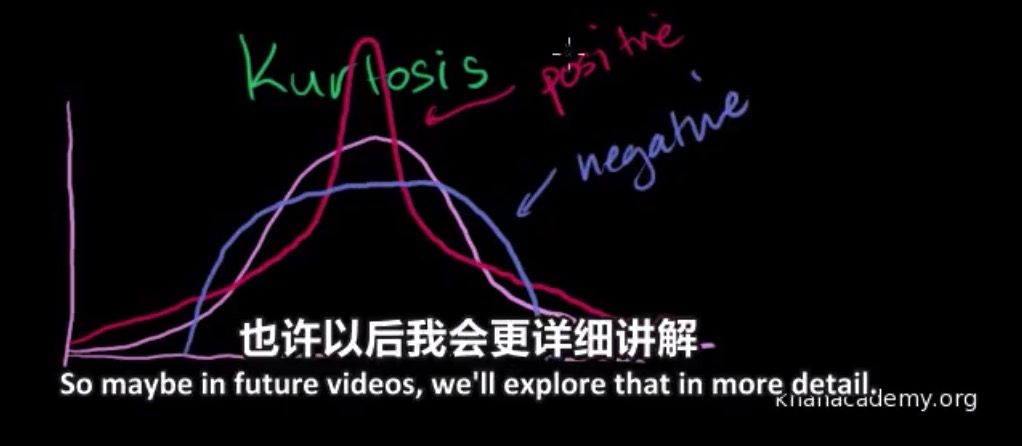 Kurtosis
positive
negative
也许以后我会更详细讲解
So maybe in future videos, we'll explore that in more detail.
khanacademy.org